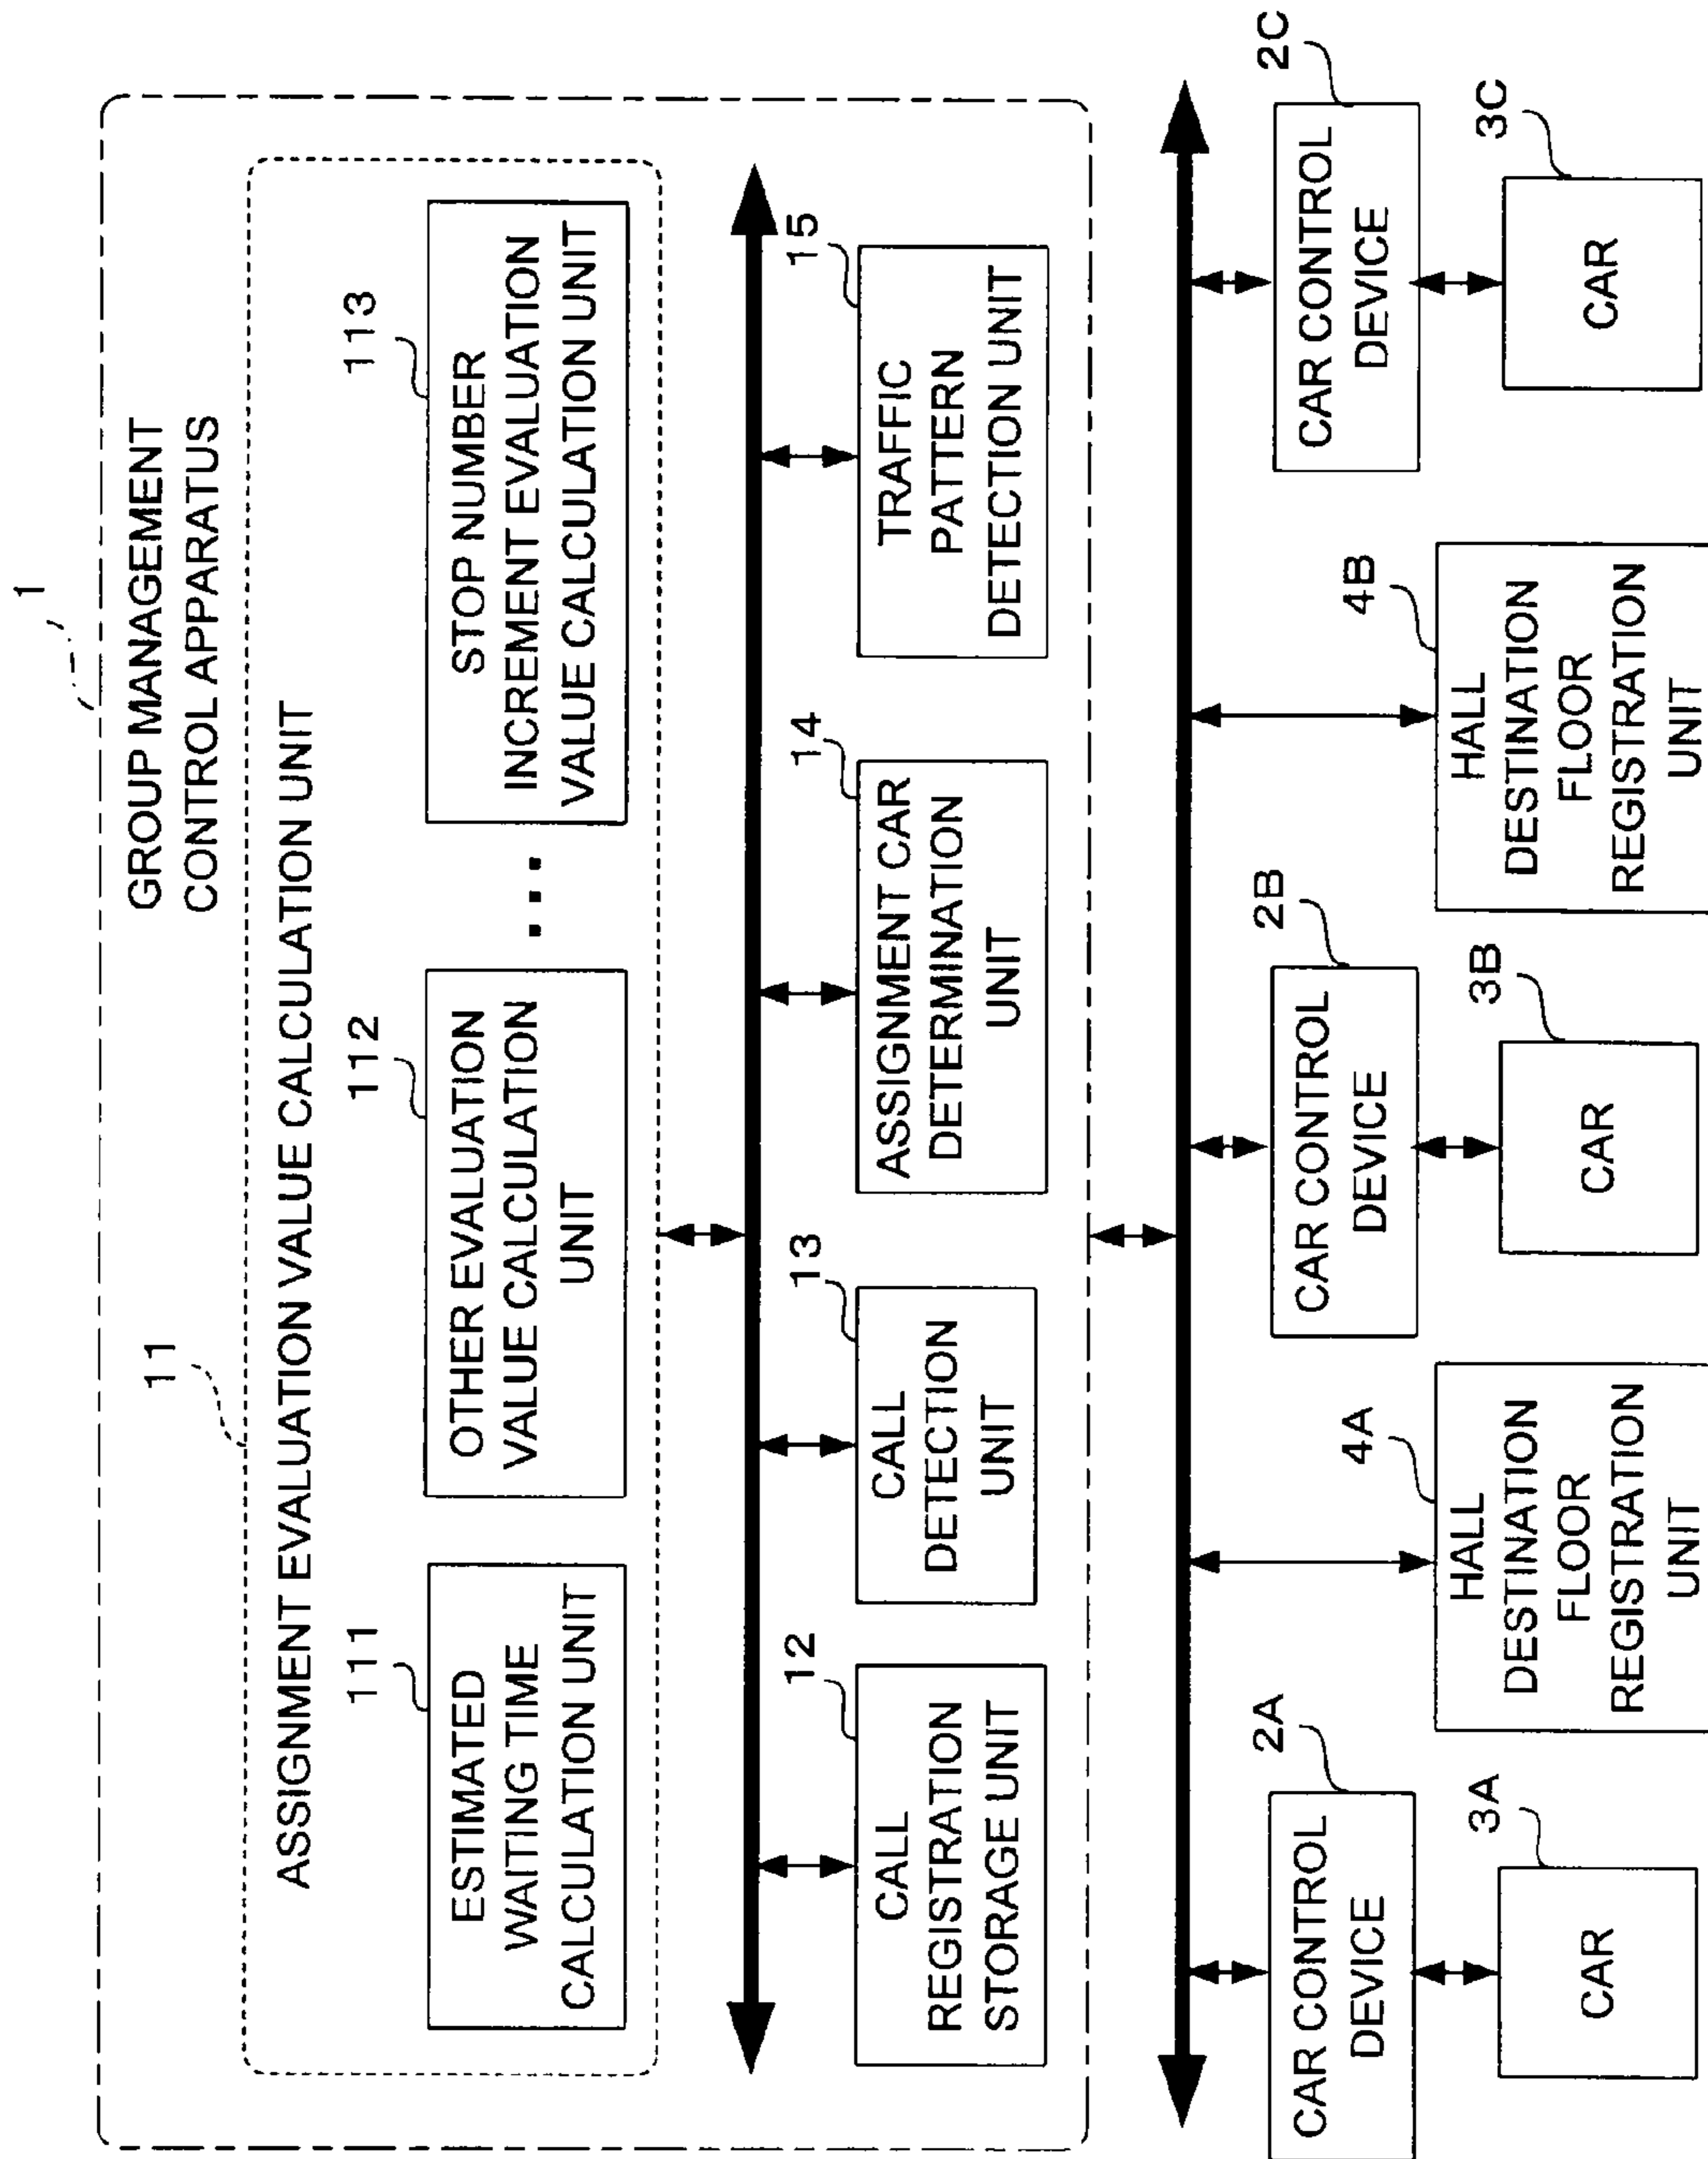 1
GROUP MANAGEMENT
CONTROL APPARATUS
11
ASSIGNMENT EVALUATION VALUE CALCULATION UNIT
111
ESTIMATED
WAITING TIME
CALCULATION UNIT
112
OTHER EVALUATION
VALUE CALCULATION
UNIT
...
113
STOP NUMBER
INCREMENT EVALUATION
VALUE CALCULATION UNIT
12
CALL
REGISTRATION
STORAGE UNIT
13
CALL
DETECTION
UNIT
14
ASSIGNMENT CAR
DETERMINATION
UNIT
15
TRAFFIC
PATTERN
DETECTION UNIT
2A
CAR CONTROL
DEVICE
3A
CAR
4A
HALL
DESTINATION
FLOOR
REGISTRATION
UNIT
2B
CAR CONTROL
DEVICE
3B
CAR
4B
HALL
DESTINATION
FLOOR
REGISTRATION
UNIT
2C
CAR CONTROL
DEVICE
3C
CAR